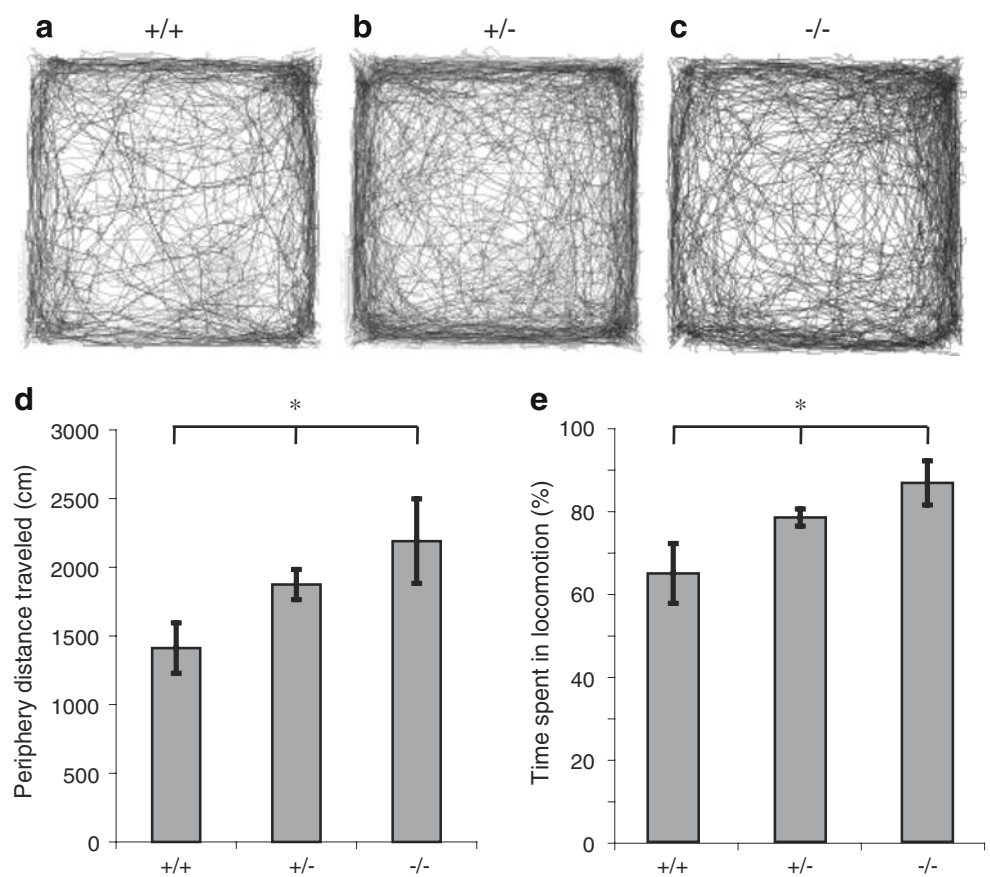 a +/+ b +/- c -/-
d
*
Periphery distance traveled (cm)
3000
2500
2000
1500
1000
500
0
+/+ +/- -/-
e
*
Time spent in locomotion (%)
100
80
60
40
20
0
+/+ +/- -/-